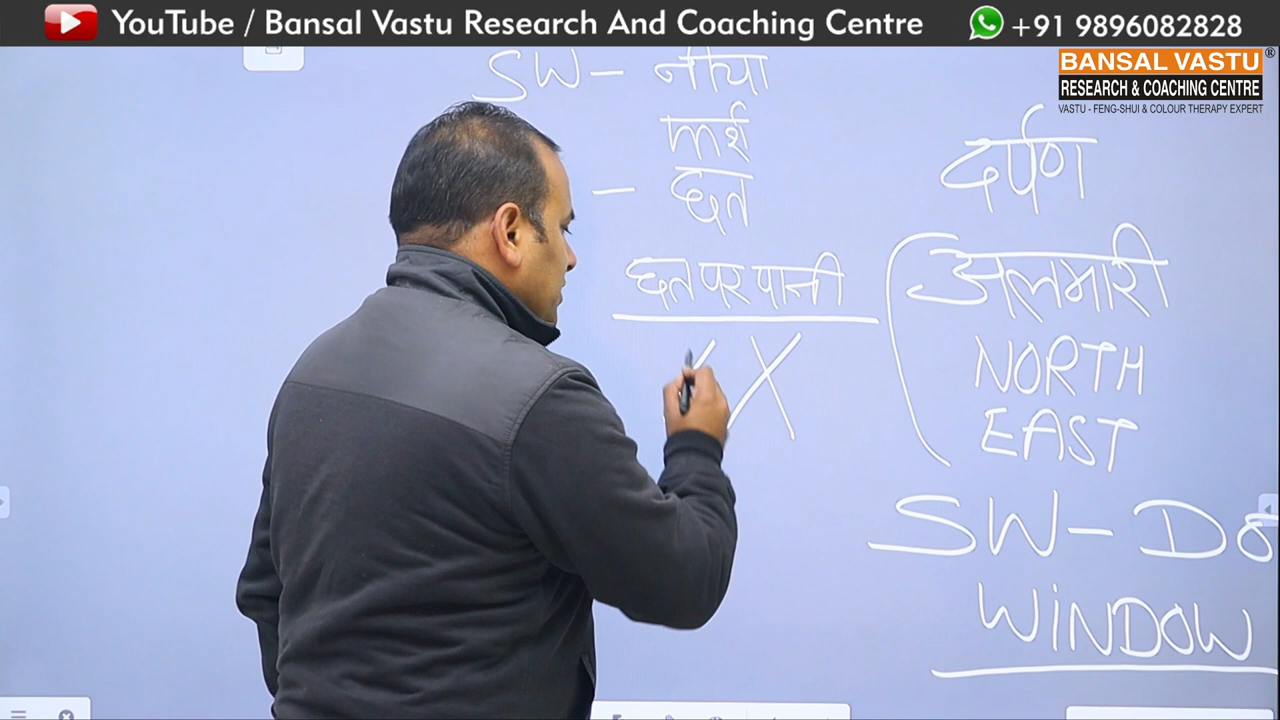 YouTube / Bansal Vastu Research And Coaching Centre
+91 9896082828
BANSAL VASTU®
RESEARCH & COACHING CENTRE
VASTU - FENG-SHUI & COLOUR THERAPY EXPERT
SW - नीचा
फर्श
- छत
छत पर पानी
X
दर्पण
अलमारी
NORTH
EAST
SW - DO
WINDOW